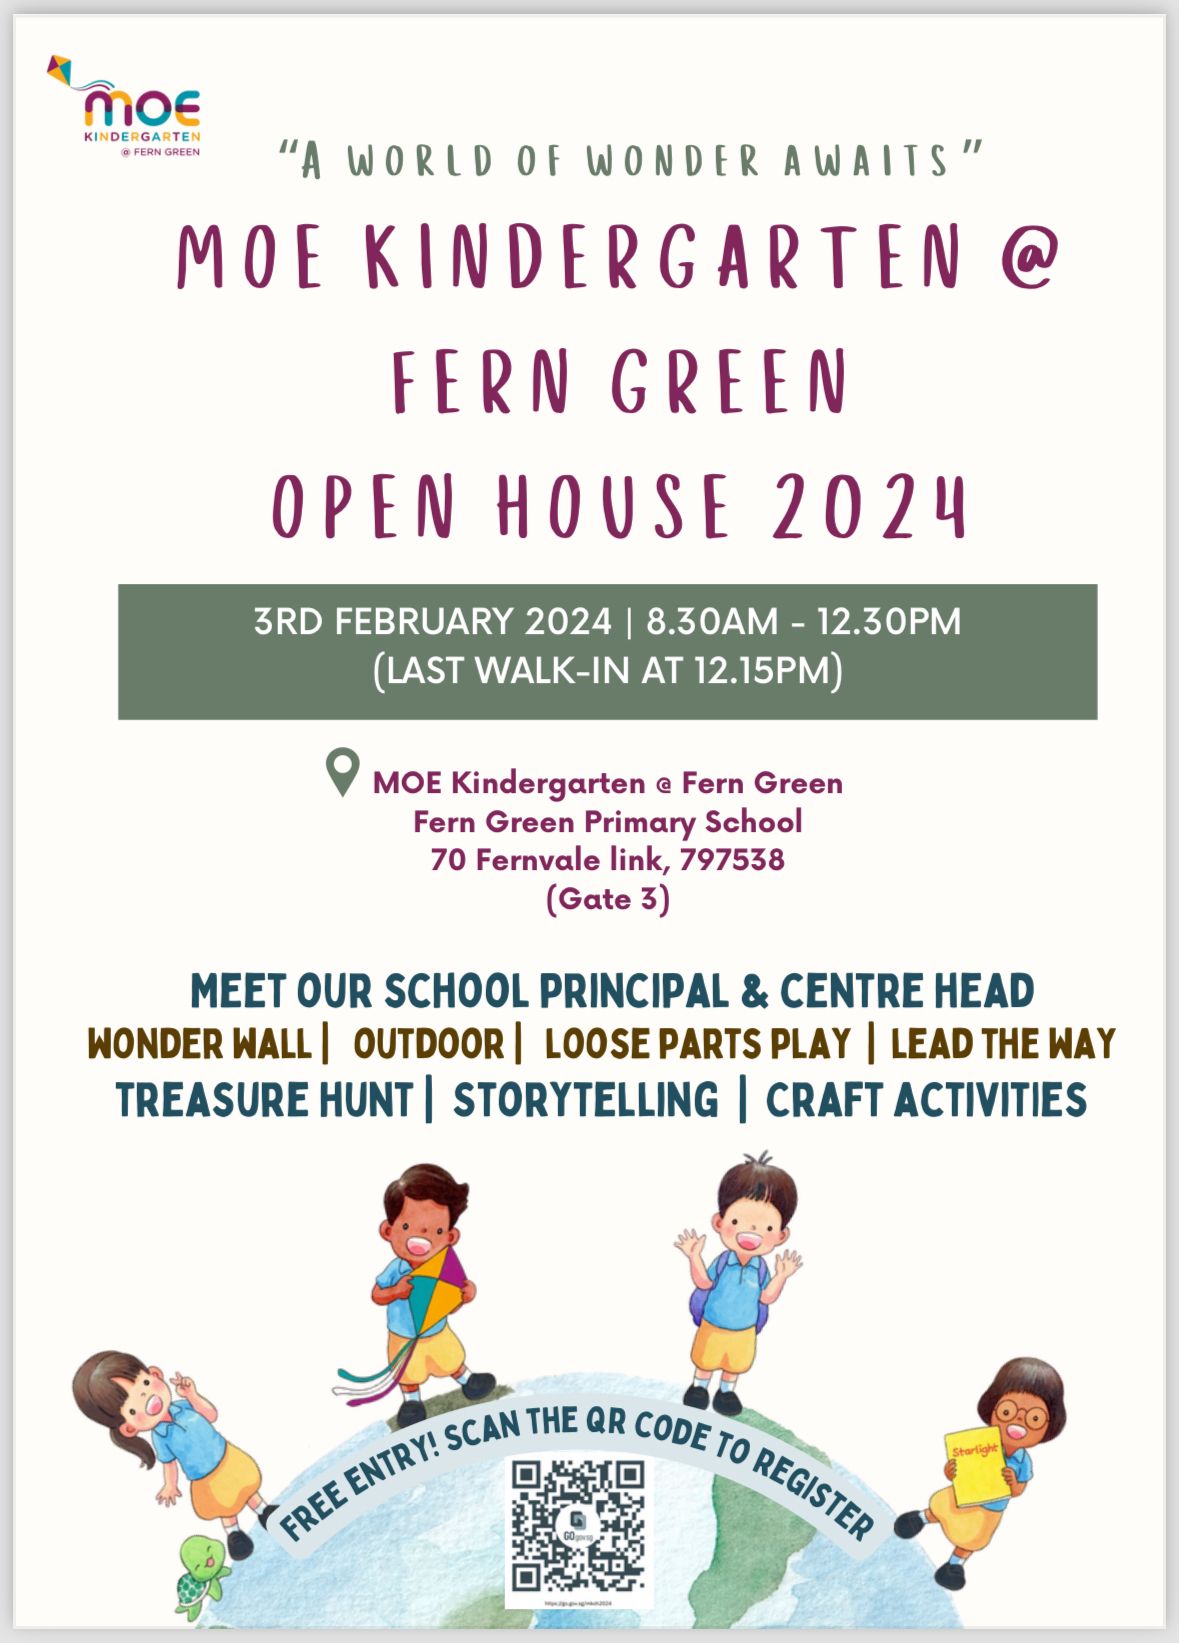 MOE
KINDERGARTEN
@ FERN GREEN
"A WORLD OF WONDER AWAITS"
MOE KINDERGARTEN @
FERN GREEN
OPEN HOUSE 2024
3RD FEBRUARY 2024 | 8.30AM - 12.30PM
(LAST WALK-IN AT 12.15PM)
MOE Kindergarten @ Fern Green
Fern Green Primary School
70 Fernvale link, 797538
(Gate 3)
MEET OUR SCHOOL PRINCIPAL & CENTRE HEAD
WONDER WALL | OUTDOOR | LOOSE PARTS PLAY | LEAD THE WAY
TREASURE HUNT | STORYTELLING | CRAFT ACTIVITIES
Starlight
FREE ENTRY! SCAN THE QR CODE TO REGISTER
GO gov.sg